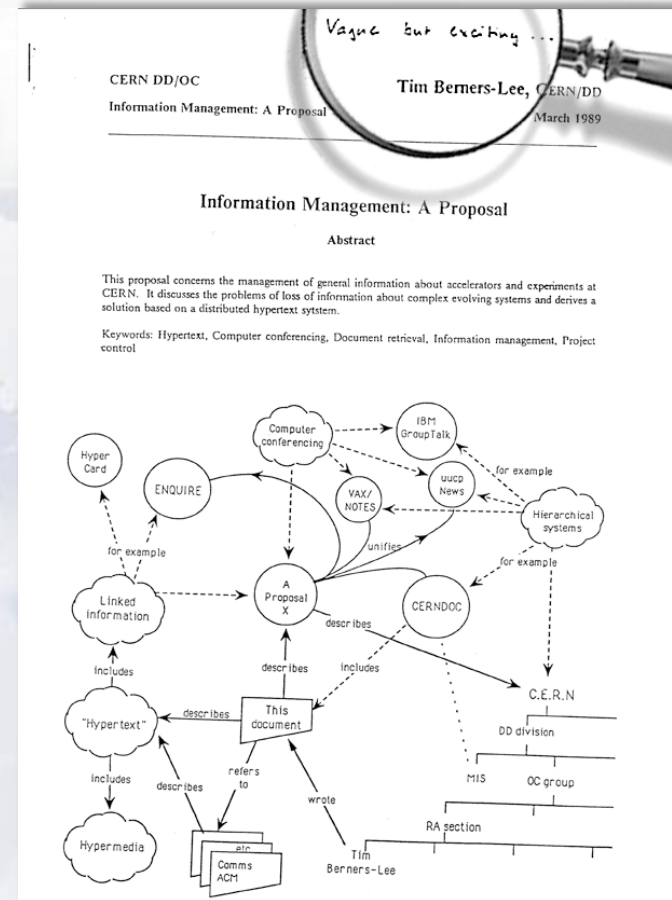 Vague but exciting ...
CERN DD/OC
Tim Berners-Lee, CERN/DD
Information Management: A Proposal
March 1989
Information Management: A Proposal
Abstract
This proposal concerns the management of general information about accelerators and experiments at
CERN. It discusses the problems of loss of information about complex evolving systems and derives a
solution based on a distributed hypertext sytstem.
Keywords: Hypertext, Computer conferencing, Document retrieval, Information management, Project
control
Computer
conferencing
IBM
GroupTalk
Hyper
Card
ENQUIRE
VAX/
NOTES
uucp
News
for example
Hierarchical
systems
unifies
for example
for example
Linked
information
A
Proposal
X
CERNDOC
describes
includes
describes
includes
C.E.R.N
"Hypertext"
describes
This
document
DD division
includes
describes
refers
to
wrote
MIS
OC group
RA section
Hypermedia
etc
Comms
ACM
Tim
Berners-Lee